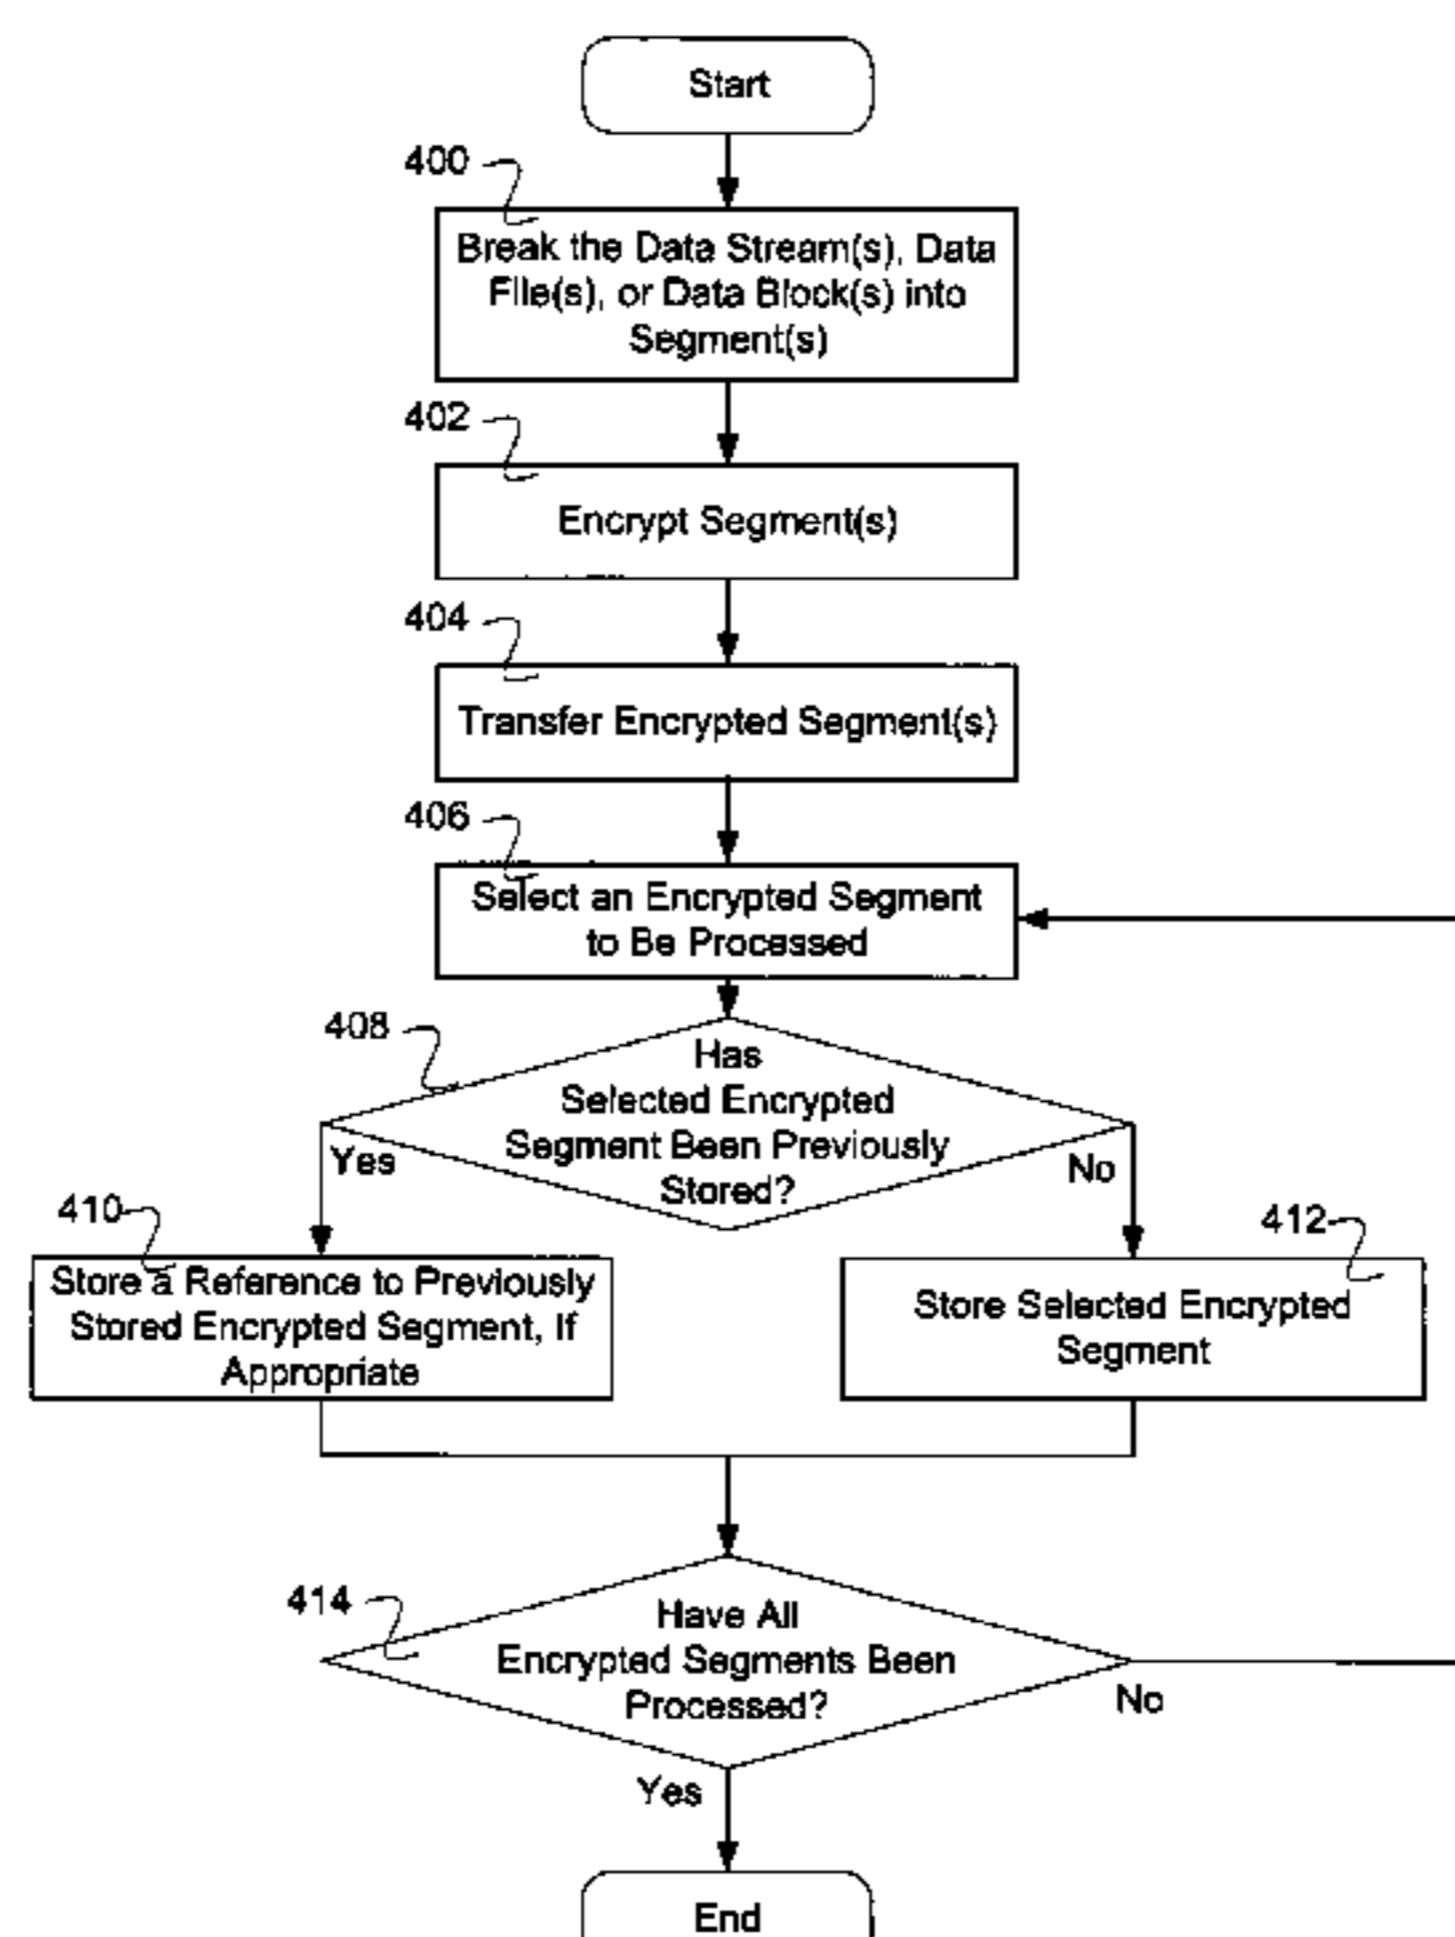 Start
400
Break the Data Stream(s), Data
File(s), or Data Block(s) into
Segment(s)
402
Encrypt Segment(s)
404
Transfer Encrypted Segment(s)
406
Select an Encrypted Segment
to Be Processed
408
Has
Selected Encrypted
Segment Been Previously
Stored?
Yes
No
410
Store a Reference to Previously
Stored Encrypted Segment, If
Appropriate
412
Store Selected Encrypted
Segment
414
Have All
Encrypted Segments Been
Processed?
No
Yes
End